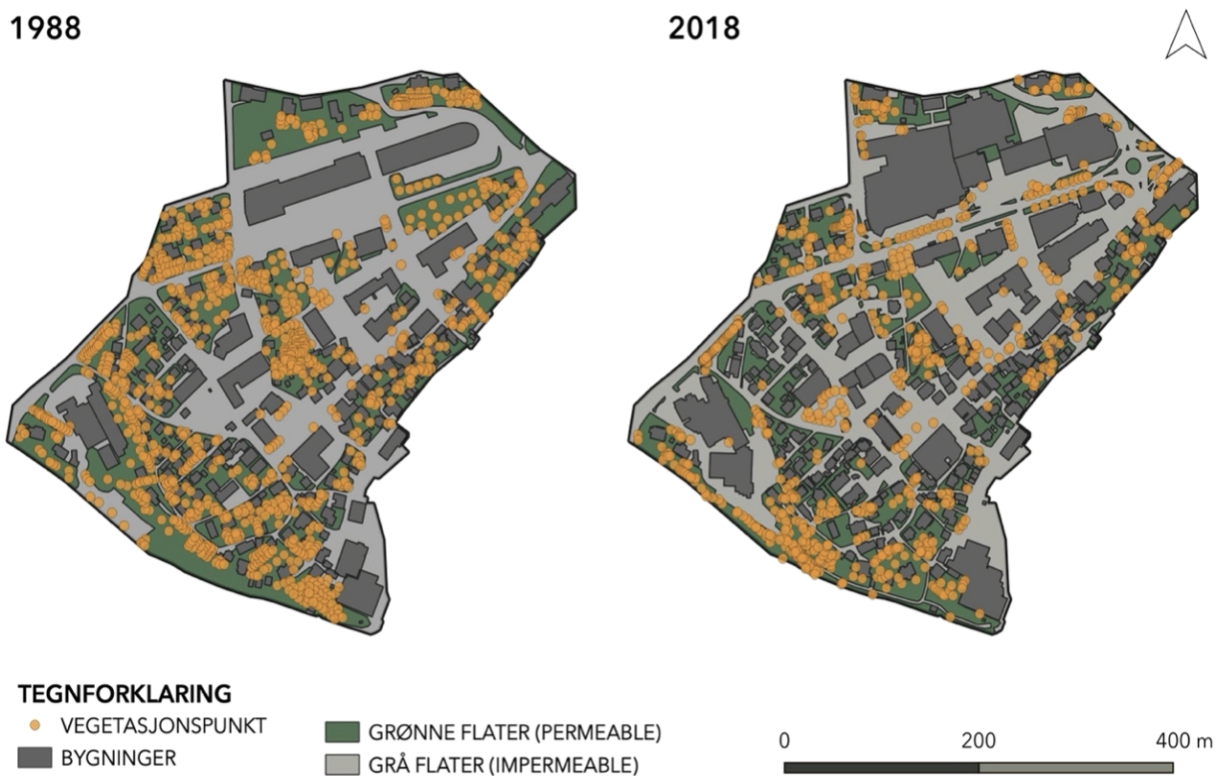 1988
2018
TEGNFORKLARING
VEGETASJONSPUNKT
BYGNINGER
GRØNNE FLATER (PERMEABLE)
GRÅ FLATER (IMPERMEABLE)
0 200 400 m